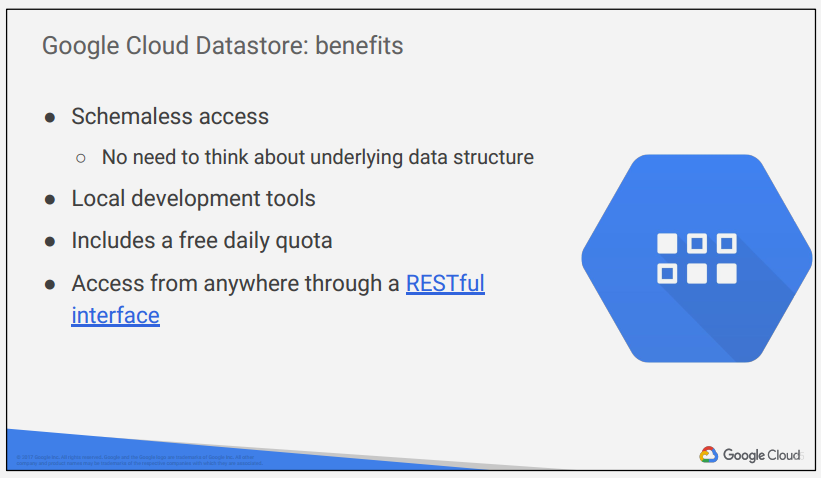 Google Cloud Datastore: benefits
● Schemaless access
○ No need to think about underlying data structure
● Local development tools
● Includes a free daily quota
● Access from anywhere through a RESTful
interface
Google Cloud